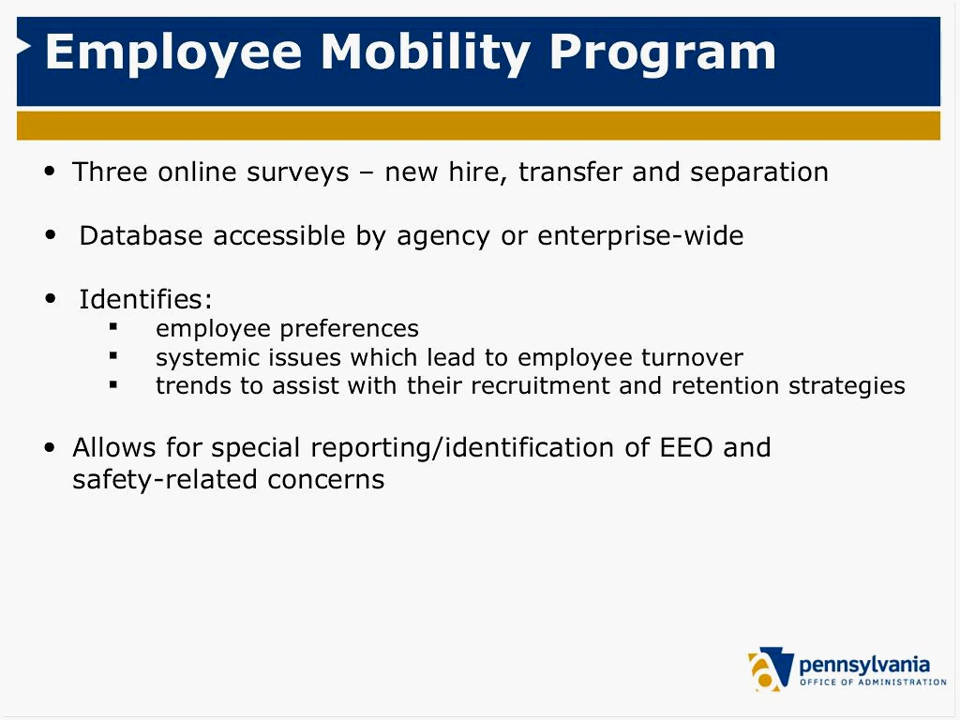 Employee Mobility Program
• Three online surveys – new hire, transfer and separation
• Database accessible by agency or enterprise-wide
• Identifies:
▪ employee preferences
▪ systemic issues which lead to employee turnover
▪ trends to assist with their recruitment and retention strategies
• Allows for special reporting/identification of EEO and
safety-related concerns
pennsylvania
OFFICE OF ADMINISTRATION